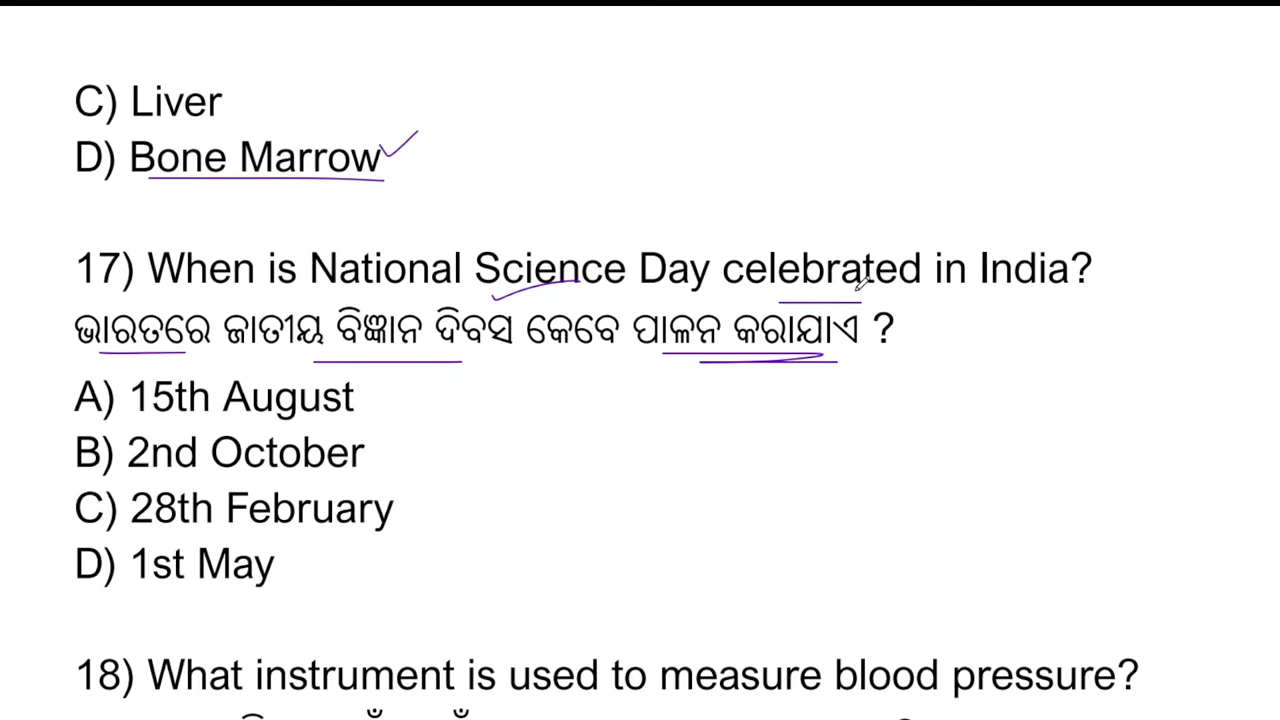 C) Liver
D) Bone Marrow
17) When is National Science Day celebrated in India?
ଭାରତରେ ଜାତୀୟ ବିଜ୍ଞାନ ଦିବସ କେବେ ପାଳନ କରାଯାଏ ?
A) 15th August
B) 2nd October
C) 28th February
D) 1st May
18) What instrument is used to measure blood pressure?